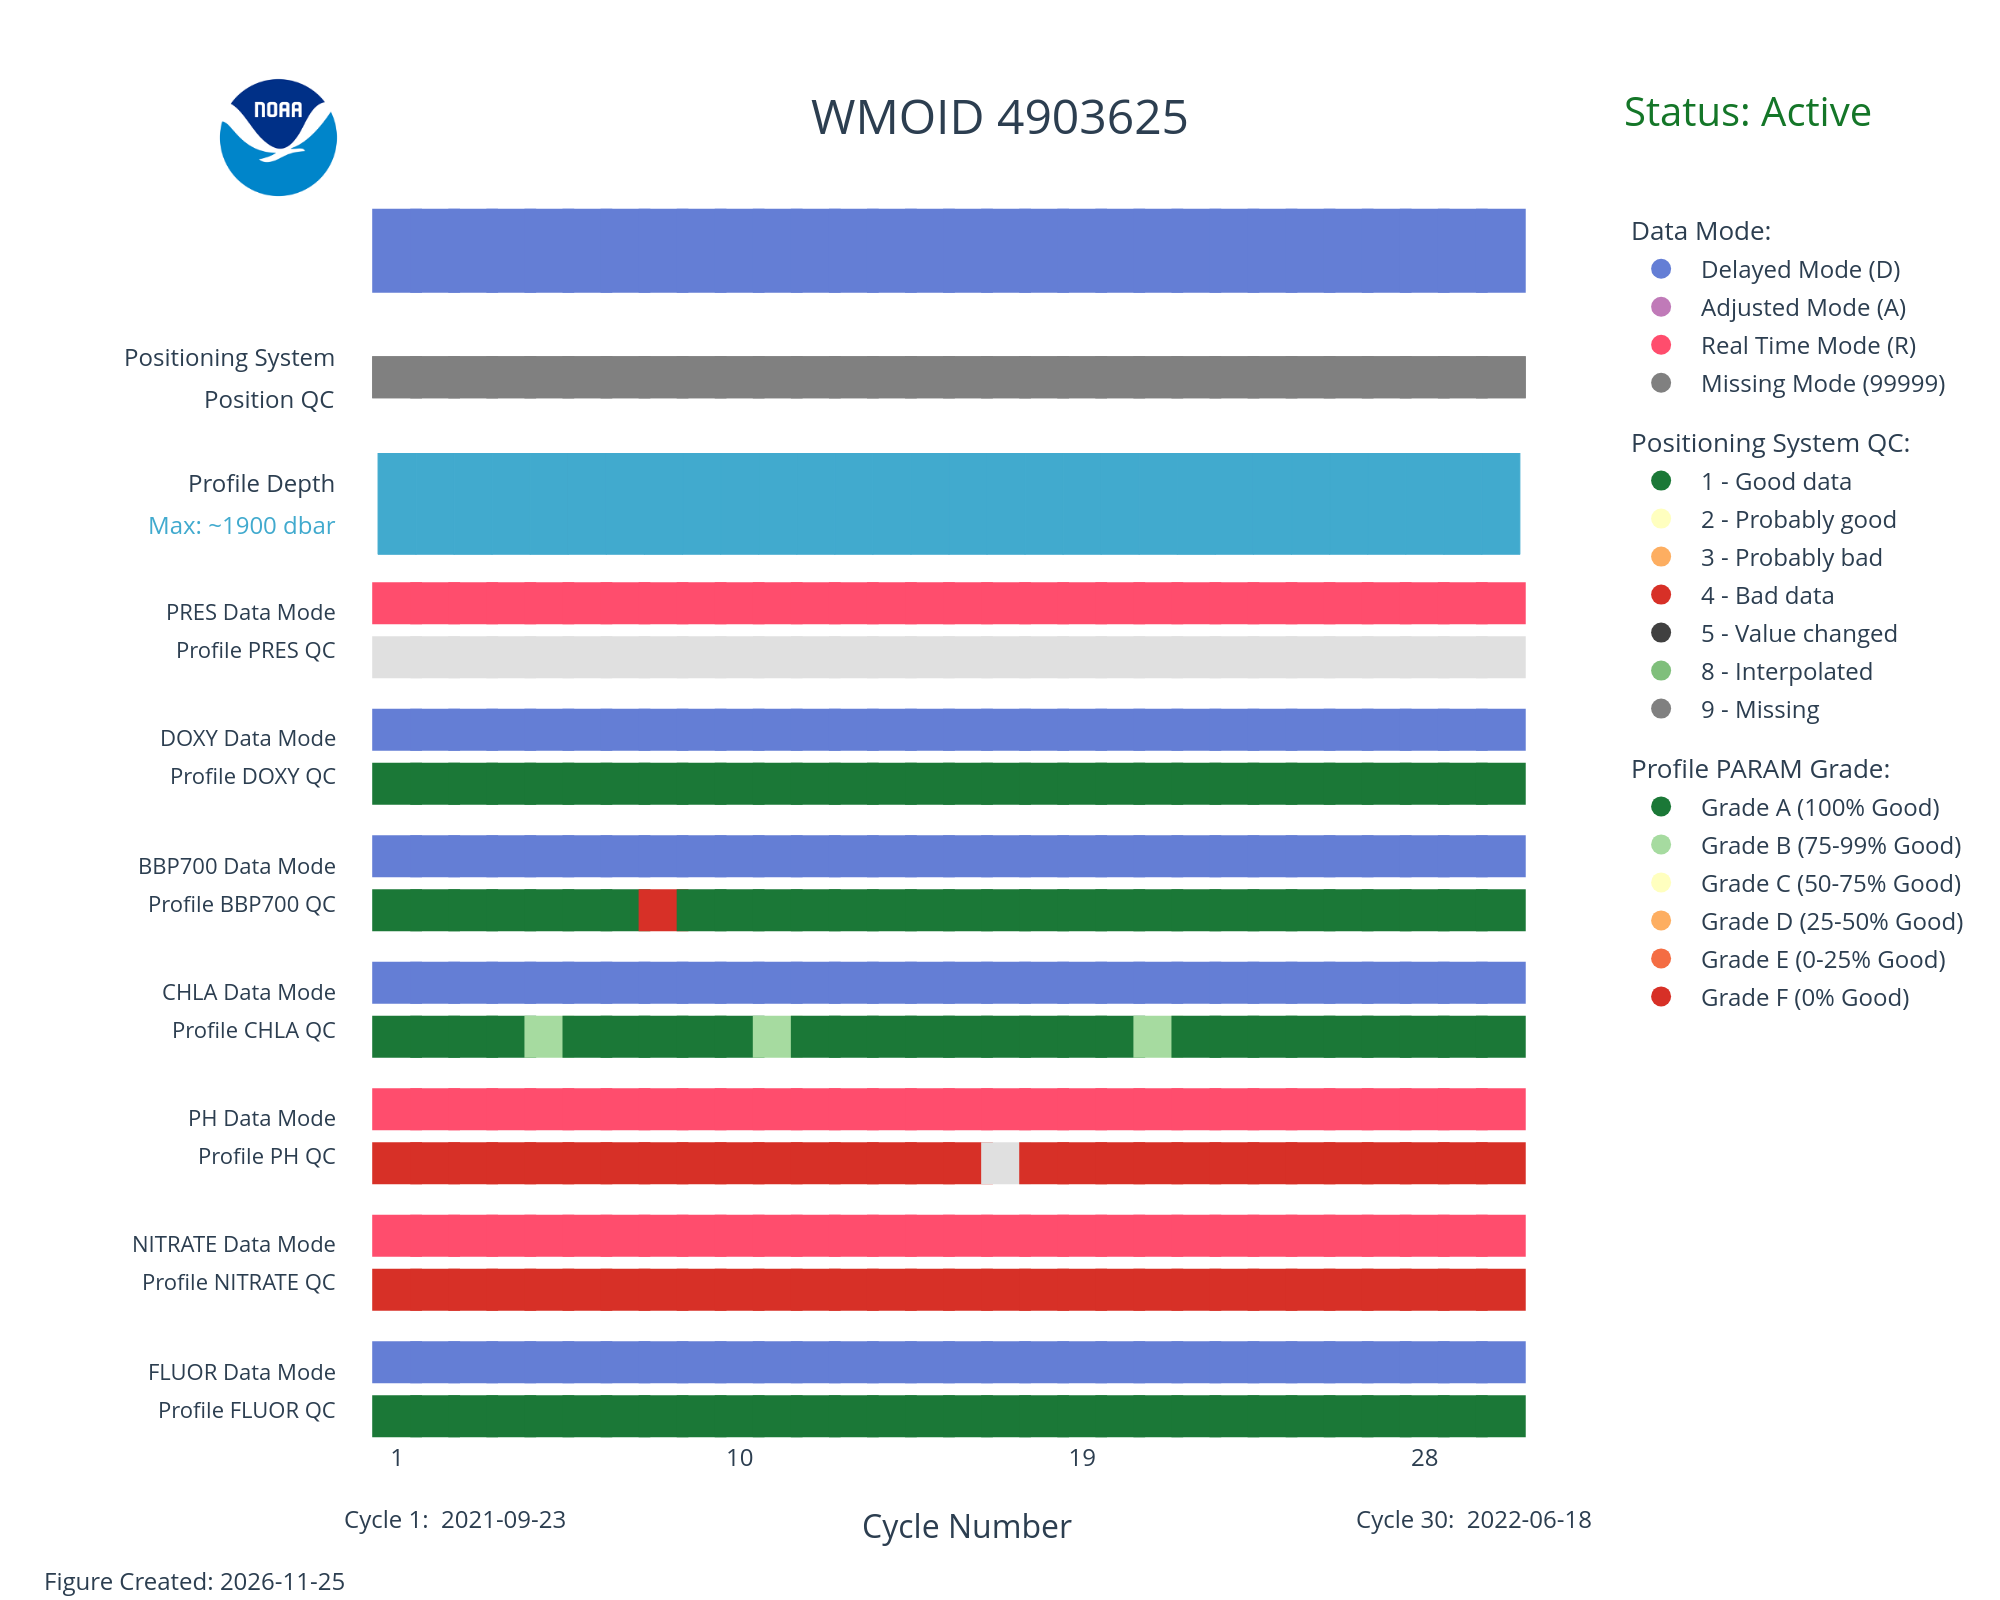 NOAA
WMOID 4903625
Status: Active
Positioning System
Position QC
Profile Depth
Max: ~1900 dbar
PRES Data Mode
Profile PRES QC
DOXY Data Mode
Profile DOXY QC
BBP700 Data Mode
Profile BBP700 QC
CHLA Data Mode
Profile CHLA QC
PH Data Mode
Profile PH QC
NITRATE Data Mode
Profile NITRATE QC
FLUOR Data Mode
Profile FLUOR QC
Data Mode:
Delayed Mode (D)
Adjusted Mode (A)
Real Time Mode (R)
Missing Mode (99999)
Positioning System QC:
1 - Good data
2 - Probably good
3 - Probably bad
4 - Bad data
5 - Value changed
8 - Interpolated
9 - Missing
Profile PARAM Grade:
Grade A (100% Good)
Grade B (75-99% Good)
Grade C (50-75% Good)
Grade D (25-50% Good)
Grade E (0-25% Good)
Grade F (0% Good)
1 10 19 28
Cycle 1: 2021-09-23
Cycle Number
Cycle 30: 2022-06-18
Figure Created: 2026-11-25